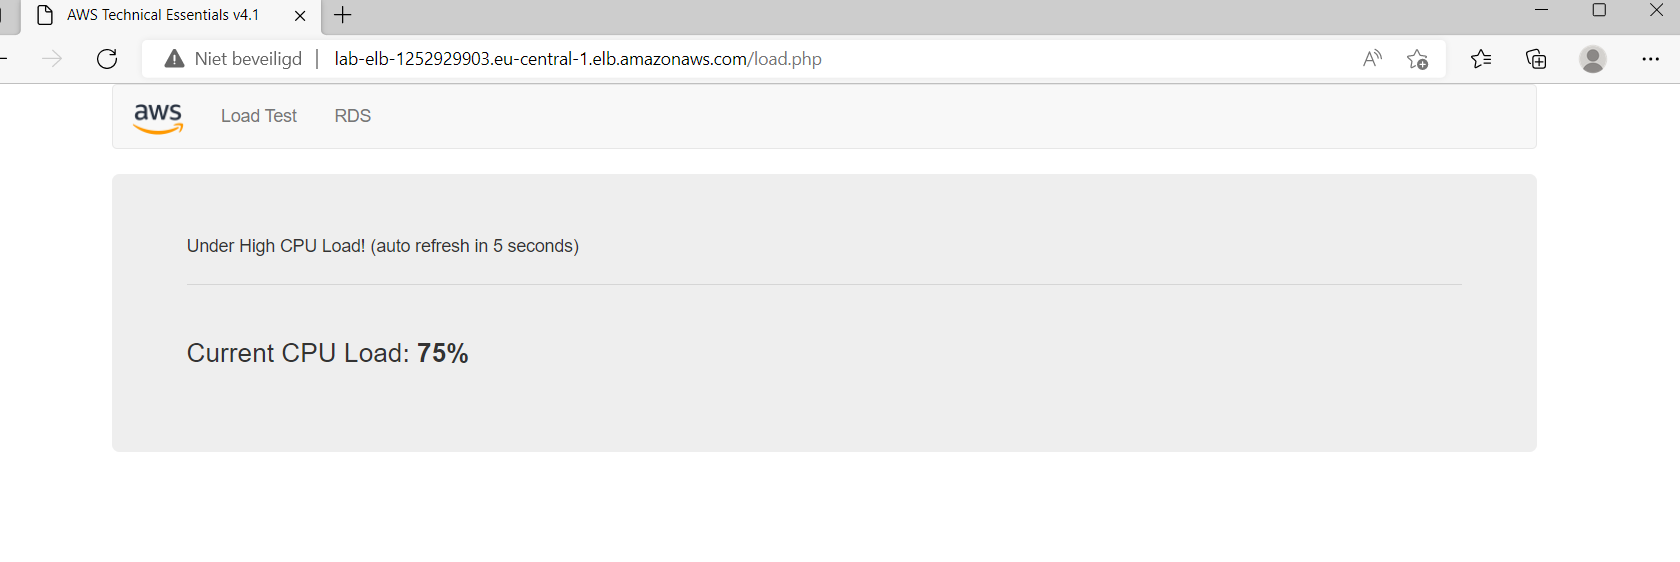 AWS Technical Essentials v4.1
Niet beveiligd | lab-elb-1252929903.eu-central-1.elb.amazonaws.com/load.php
aws Load Test RDS
Under High CPU Load! (auto refresh in 5 seconds)
Current CPU Load: 75%